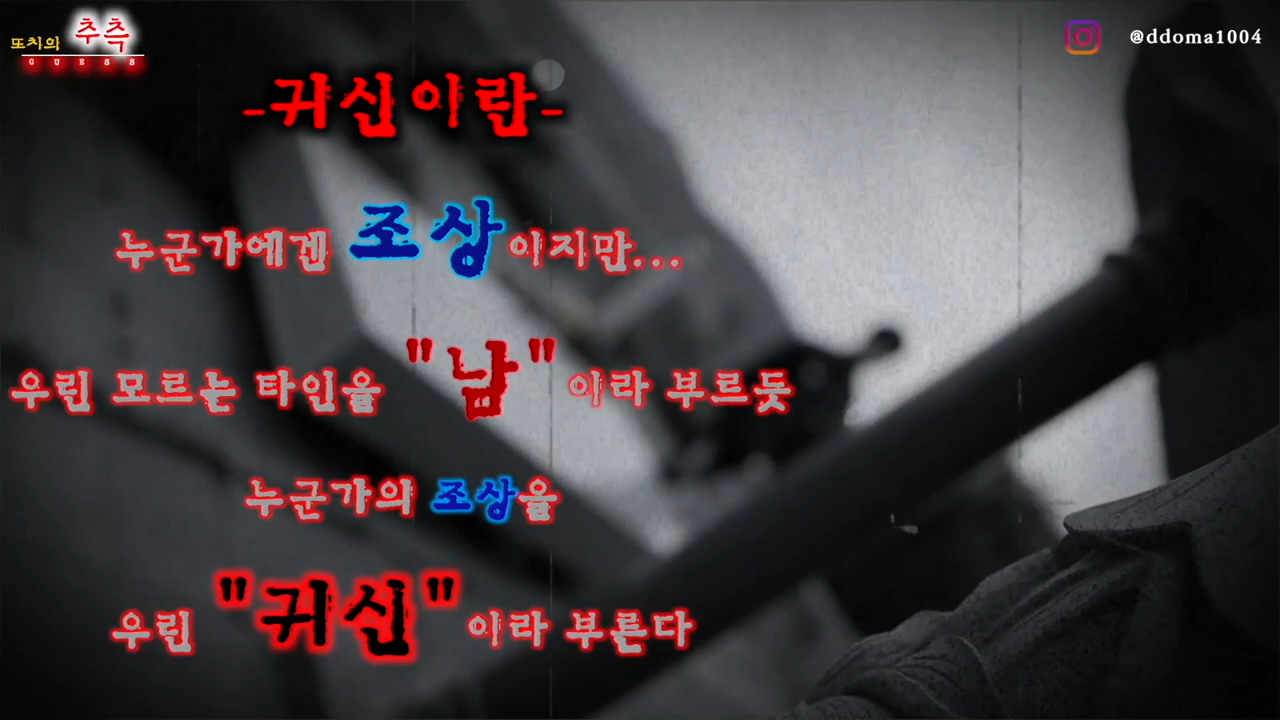 또치의 추측
GUESS
@ddoma1004
-귀신이란-
누군가에겐 조상이지만...
우린 모르는 타인을 "남"이라 부르듯
누군가의 조상을
우린 "귀신"이라 부른다